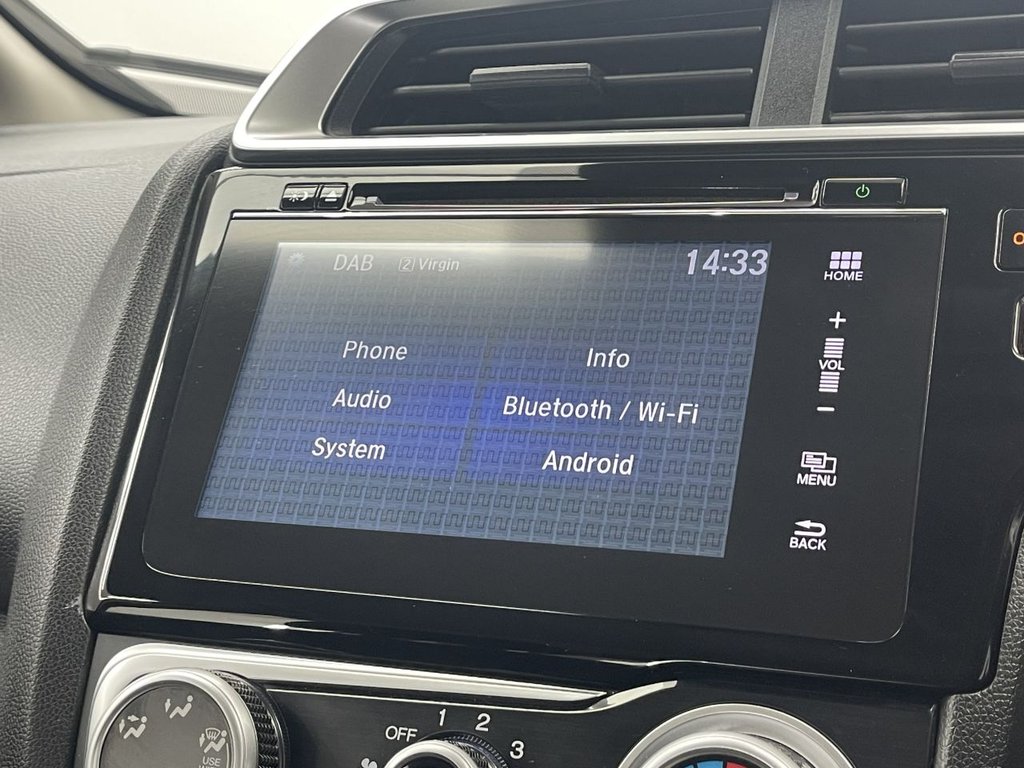 DAB 2 Virgin 14:33
HOME
+
Phone Info
VOL
Audio Bluetooth / Wi-Fi
−
System Android
MENU
BACK
OFF 1 2 3
USE